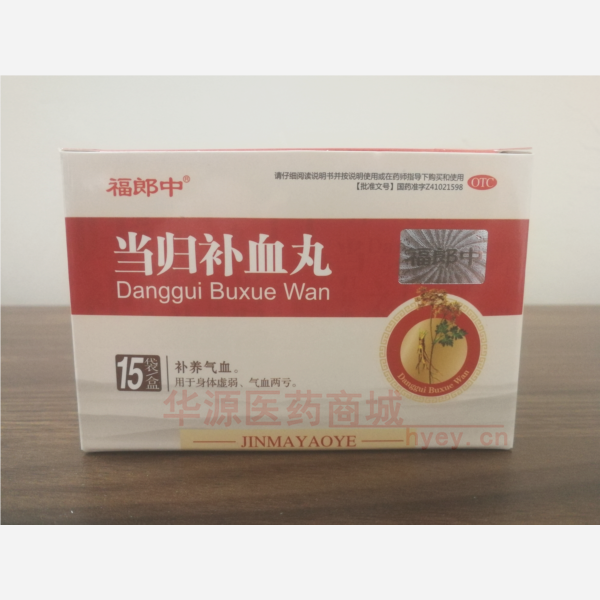 福郎中®
请仔细阅读说明书并按说明使用或在药师指导下购买和使用
【批准文号】国药准字Z41021598
OTC
当归补血丸
Danggui Buxue Wan
福郎中
15袋/盒
补养气血。
用于身体虚弱、气血两亏。
Danggui Buxue Wan
华源医药商城
hyey.cn
JINMAYAOYE